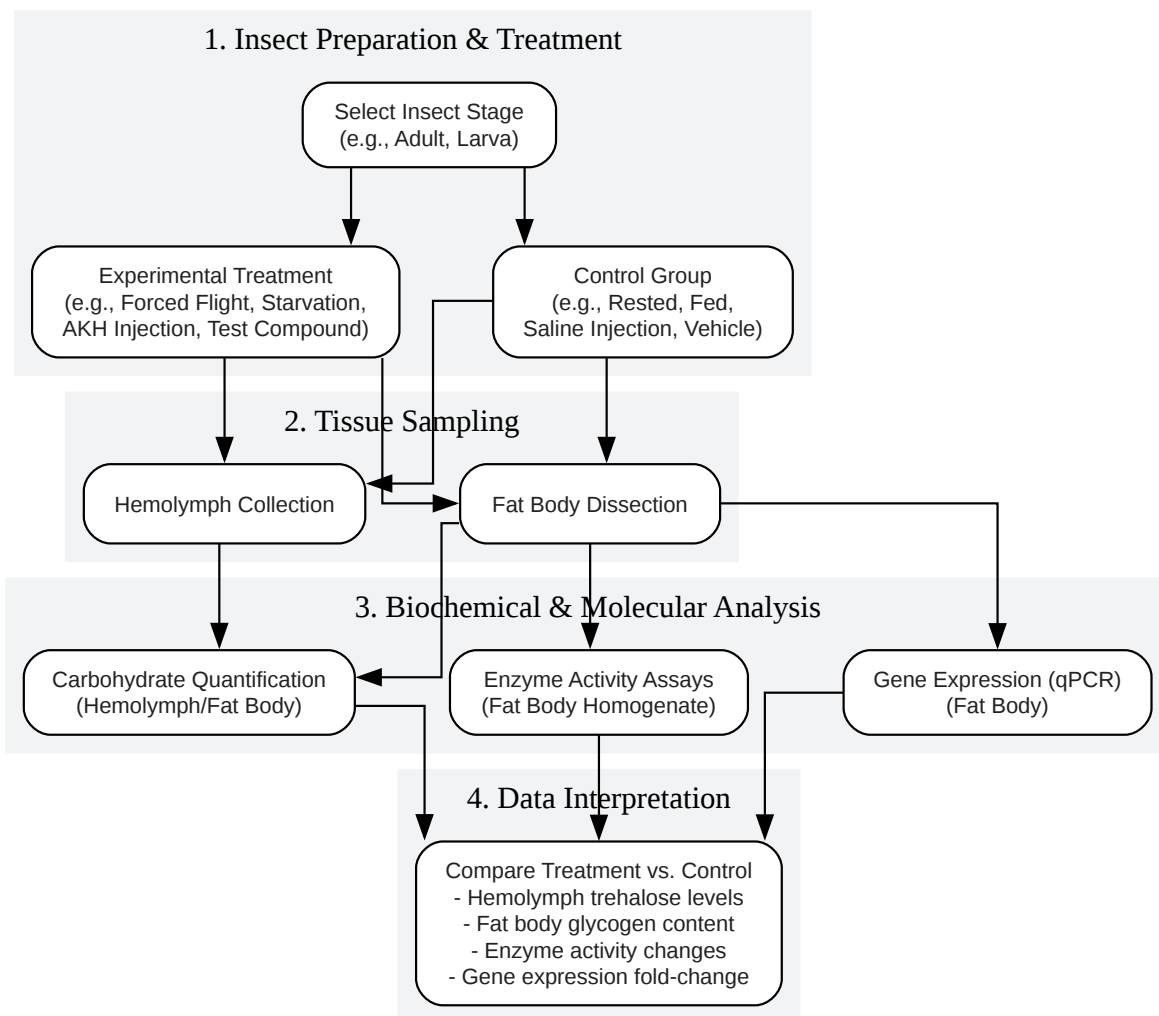 1. Insect Preparation & Treatment
Select Insect Stage
(e.g., Adult, Larva)
Experimental Treatment
(e.g., Forced Flight, Starvation,
AKH Injection, Test Compound)
Control Group
(e.g., Rested, Fed,
Saline Injection, Vehicle)
2. Tissue Sampling
Hemolymph Collection
Fat Body Dissection
3. Biochemical & Molecular Analysis
Carbohydrate Quantification
(Hemolymph/Fat Body)
Enzyme Activity Assays
(Fat Body Homogenate)
Gene Expression (qPCR)
(Fat Body)
4. Data Interpretation
Compare Treatment vs. Control
- Hemolymph trehalose levels
- Fat body glycogen content
- Enzyme activity changes
- Gene expression fold-change